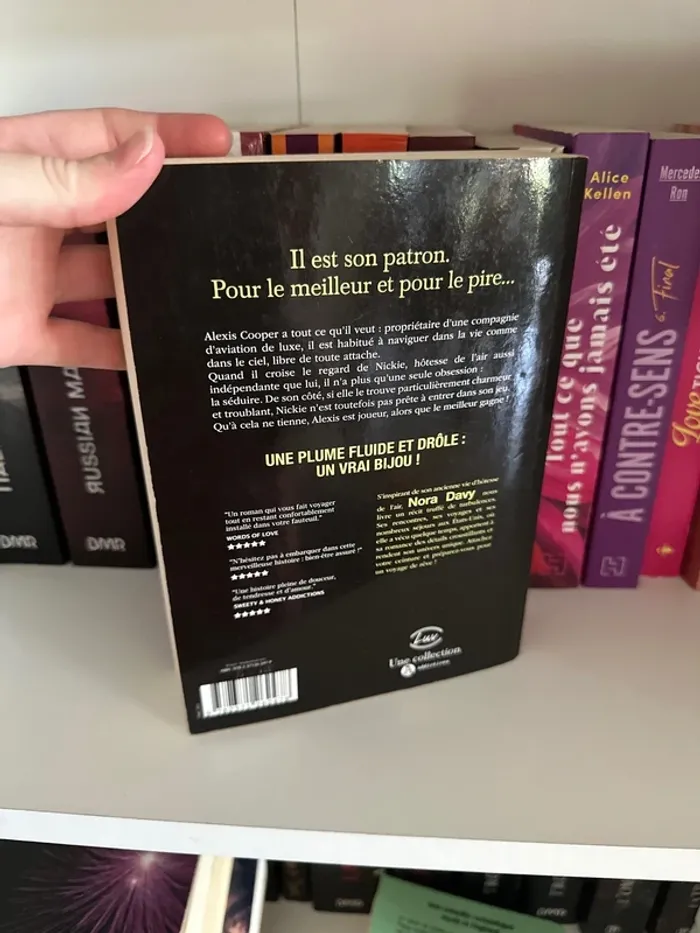 Il est son patron.
Pour le meilleur et pour le pire...
Alexis Cooper a tout ce qu'il veut : propriétaire d'une compagnie
d'aviation de luxe, il est habitué à naviguer dans la vie comme
dans le ciel, libre de toute attache.
Quand il croise le regard de Nickie, hôtesse de l'air aussi
indépendante que lui, il n'a plus qu'une seule obsession :
la séduire. De son côté, si elle le trouve particulièrement charmeur
et troublant, Nickie n'est toutefois pas prête à entrer dans son jeu.
Qu'à cela ne tienne, Alexis est joueur, alors que le meilleur gagne !
UNE PLUME FLUIDE ET DRÔLE :
UN VRAI BIJOU !
"Un roman qui vous fait voyager
tout en restant confortablement
installé dans votre fauteuil."
WORDS OF LOVE
★★★★★
"N'hésitez pas à embarquer dans cette
merveilleuse histoire : bien-être assuré !"
★★★★★
"Une histoire pleine de douceur,
de tendresse et d'amour."
SWEETY & HONEY ADDICTIONS
★★★★★
S'inspirant de son ancienne vie d'hôtesse
de l'air, Nora Davy nous
livre un récit truffé de turbulences.
Ses rencontres, ses voyages et ses
nombreux séjours aux États-Unis, où
elle a vécu quelque temps, apportent à
sa romance des détails croustillants et
rendent son univers unique. Attachez
votre ceinture et préparez-vous pour
un voyage de rêve !
Luv
Une collection
Alice
Kellen
Tout ce que
nous n'avons jamais été
Mercedes
Ron
À CONTRE-SENS
6. Final
RUSSIAN MA